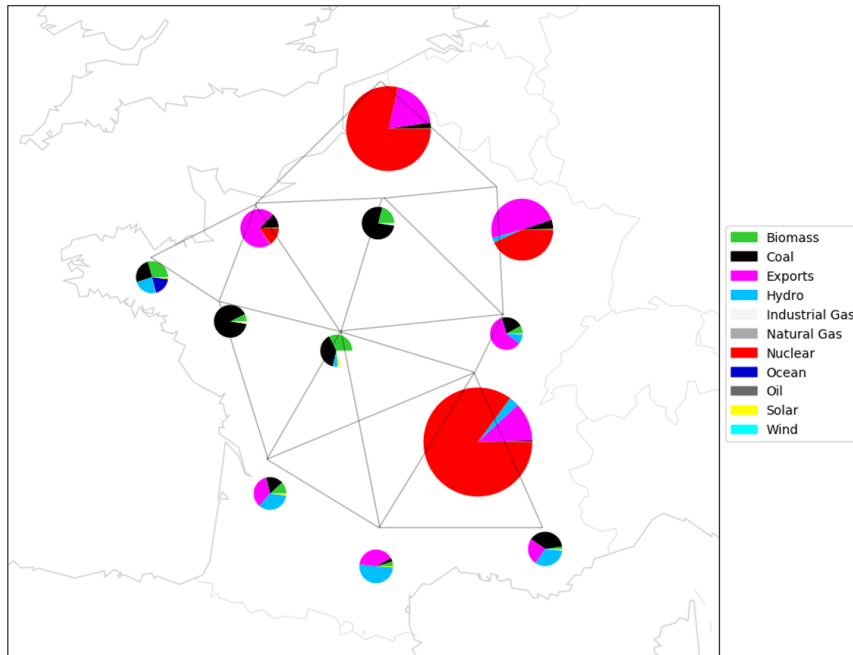 Biomass
Coal
Exports
Hydro
Industrial Gas
Natural Gas
Nuclear
Ocean
Oil
Solar
Wind